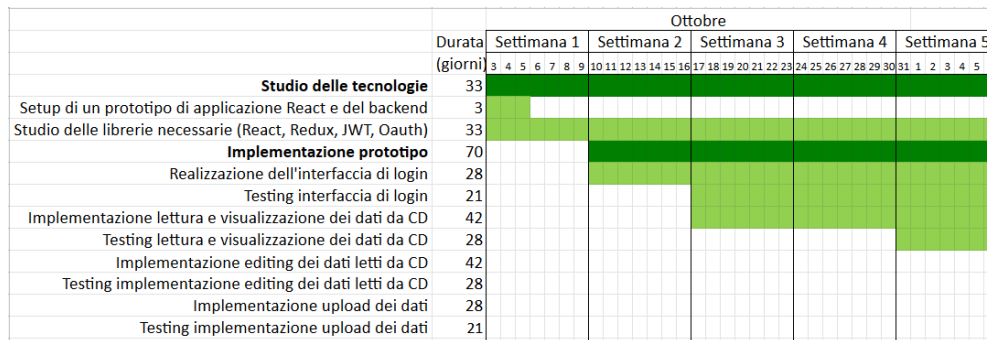 Ottobre
Durata Settimana 1 Settimana 2 Settimana 3 Settimana 4 Settimana 5
(giorni) 3 4 5 6 7 8 9 10 11 12 13 14 15 16 17 18 19 20 21 22 23 24 25 26 27 28 29 30 31 1 2 3 4 5
Studio delle tecnologie 33
Setup di un prototipo di applicazione React e del backend 3
Studio delle librerie necessarie (React, Redux, JWT, Oauth) 33
Implementazione prototipo 70
Realizzazione dell'interfaccia di login 28
Testing interfaccia di login 21
Implementazione lettura e visualizzazione dei dati da CD 42
Testing lettura e visualizzazione dei dati da CD 28
Implementazione editing dei dati letti da CD 42
Testing implementazione editing dei dati letti da CD 28
Implementazione upload dei dati 28
Testing implementazione upload dei dati 21